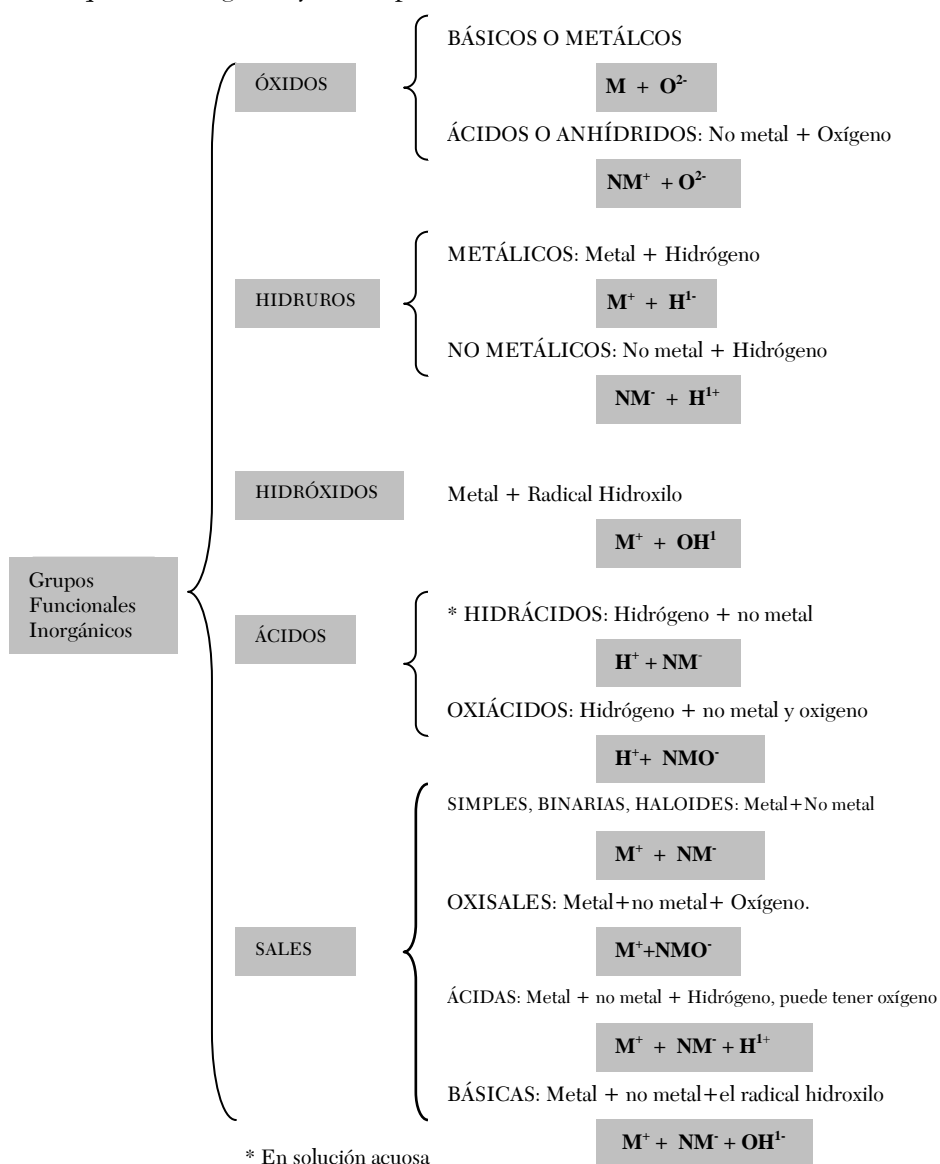 BÁSICOS O METÁLCOS
ÓXIDOS
M + O²⁻
ÁCIDOS O ANHÍDRIDOS: No metal + Oxígeno
NM⁺ + O²⁻
METÁLICOS: Metal + Hidrógeno
HIDRUROS
M⁺ + H¹⁻
NO METÁLICOS: No metal + Hidrógeno
NM⁻ + H¹⁺
HIDRÓXIDOS
Metal + Radical Hidroxilo
M⁺ + OH¹
Grupos
Funcionales
Inorgánicos
* HIDRÁCIDOS: Hidrógeno + no metal
ÁCIDOS
H⁺ + NM⁻
OXIÁCIDOS: Hidrógeno + no metal y oxigeno
H⁺+ NMO⁻
SIMPLES, BINARIAS, HALOIDES: Metal+No metal
M⁺ + NM⁻
OXISALES: Metal+no metal+ Oxígeno.
SALES
M⁺+NMO⁻
ÁCIDAS: Metal + no metal + Hidrógeno, puede tener oxígeno
M⁺ + NM⁻ + H¹⁺
BÁSICAS: Metal + no metal+el radical hidroxilo
M⁺ + NM⁻ + OH¹⁻
* En solución acuosa